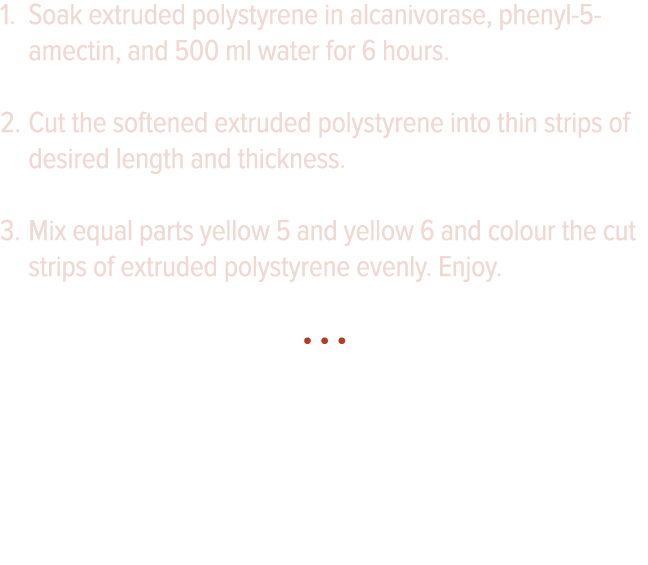 1. Soak extruded polystyrene in alcanivorase, phenyl-5-
amectin, and 500 ml water for 6 hours.
2. Cut the softened extruded polystyrene into thin strips of
desired length and thickness.
3. Mix equal parts yellow 5 and yellow 6 and colour the cut
strips of extruded polystyrene evenly. Enjoy.
• • •